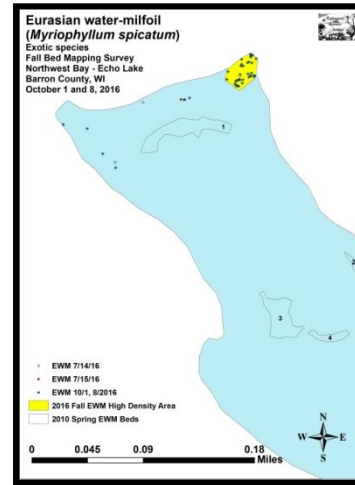 Eurasian water-milfoil
(Myriophyllum spicatum)
Exotic species
Fall Bed Mapping Survey
Northwest Bay - Echo Lake
Barron County, WI
October 1 and 8, 2016
1
2
3
4
EWM 7/14/16
EWM 7/15/16
EWM 10/1, 8/2016
2016 Fall EWM High Density Area
2010 Spring EWM Beds
0 0.045 0.09 0.18
Miles
N
W E
S